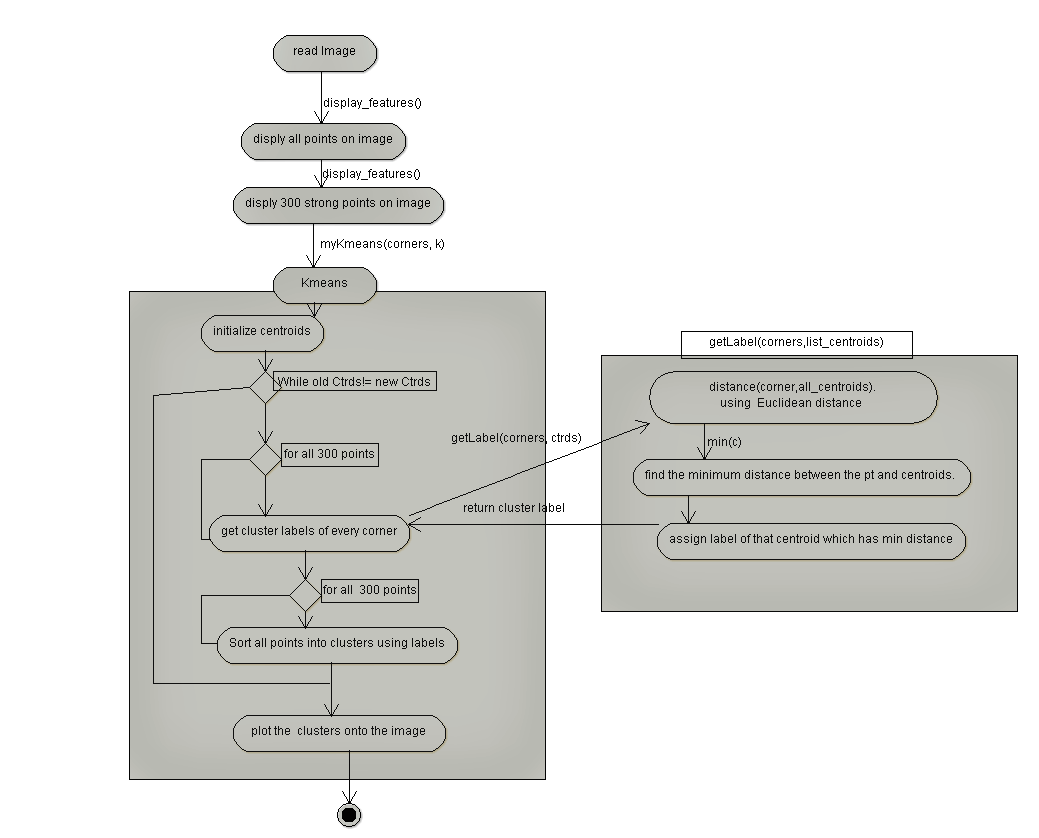 read Image
display_features()
disply all points on image
display_features()
disply 300 strong points on image
myKmeans(corners, k)
Kmeans
initialize centroids
While old Ctrds!= new Ctrds
for all 300 points
get cluster labels of every corner
for all  300 points
Sort all points into clusters using labels
plot the  clusters onto the image
getLabel(corners, ctrds)
return cluster label
getLabel(corners,list_centroids)
distance(corner,all_centroids).
using  Euclidean distance
min(c)
find the minimum distance between the pt and centroids.
assign label of that centroid which has min distance